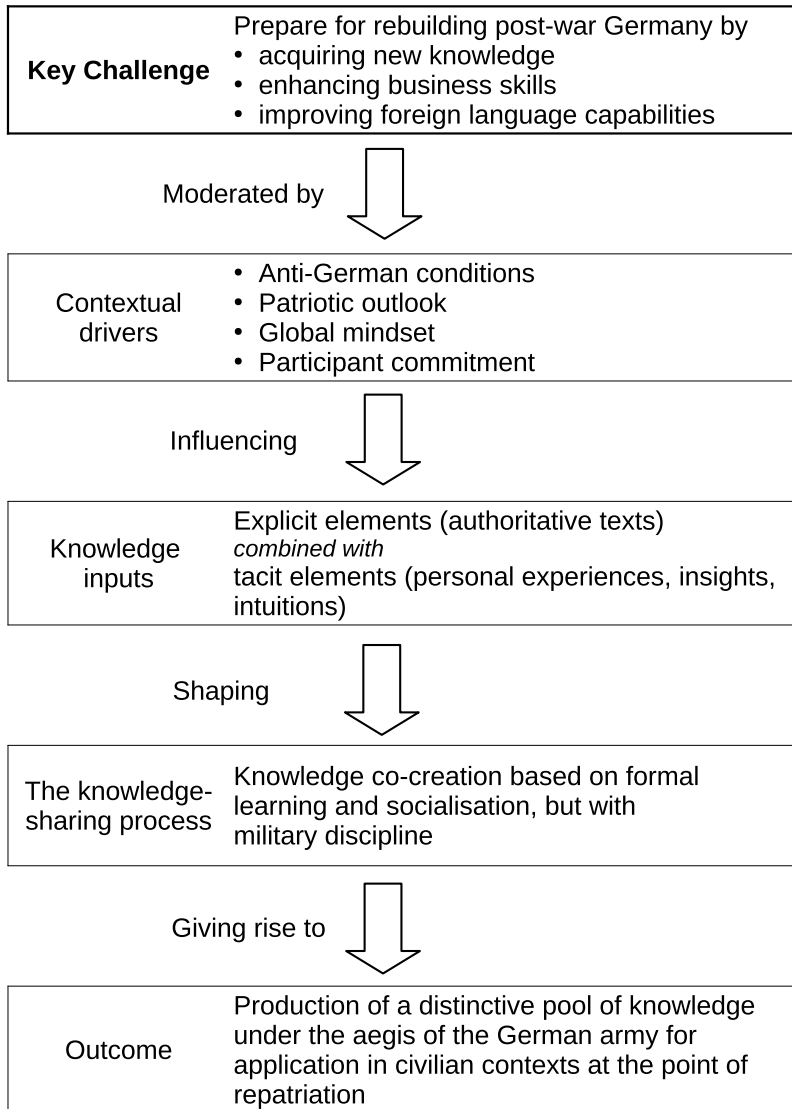 Key Challenge
Prepare for rebuilding post-war Germany by
• acquiring new knowledge
• enhancing business skills
• improving foreign language capabilities
Moderated by
Contextual
drivers
• Anti-German conditions
• Patriotic outlook
• Global mindset
• Participant commitment
Influencing
Knowledge
inputs
Explicit elements (authoritative texts)
combined with
tacit elements (personal experiences, insights,
intuitions)
Shaping
The knowledge-
sharing process
Knowledge co-creation based on formal
learning and socialisation, but with
military discipline
Giving rise to
Outcome
Production of a distinctive pool of knowledge
under the aegis of the German army for
application in civilian contexts at the point of
repatriation